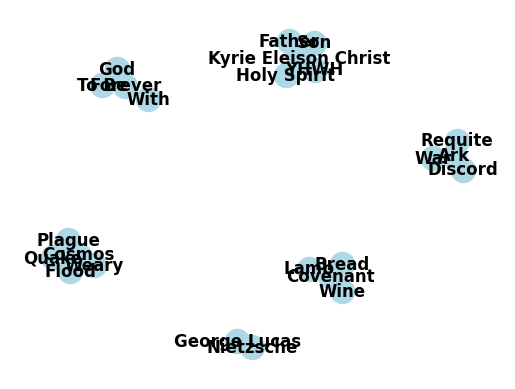 Father
Son
Kyrie Eleison Christ
YHWH
Holy Spirit
God
To Be
Forever
With
Requite
Ark
War
Discord
Plague
Cosmos
Quake
Weary
Flood
Bread
Lamb
Covenant
Wine
George Lucas
Nietzsche